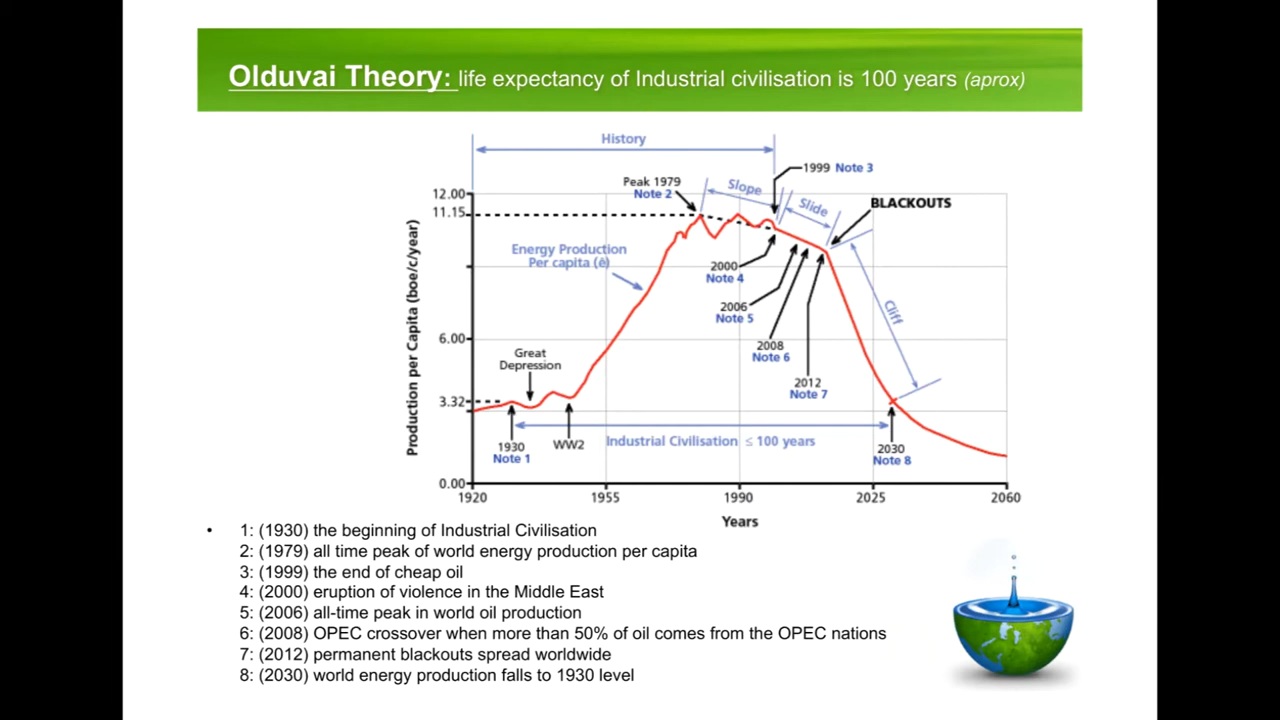 Olduvai Theory: life expectancy of Industrial civilisation is 100 years (aprox)
History
1999 Note 3
Peak 1979
Note 2
Slope
Slide
BLACKOUTS
12.00
11.15
Energy Production
Per capita (ė)
2000
Note 4
2006
Note 5
2008
Note 6
2012
Note 7
Cliff
Production per Capita (boe/c/year)
6.00
Great
Depression
3.32
1930
Note 1
WW2
Industrial Civilisation ≤ 100 years
2030
Note 8
0.00
1920
1955
1990
2025
2060
Years
• 1: (1930) the beginning of Industrial Civilisation
2: (1979) all time peak of world energy production per capita
3: (1999) the end of cheap oil
4: (2000) eruption of violence in the Middle East
5: (2006) all-time peak in world oil production
6: (2008) OPEC crossover when more than 50% of oil comes from the OPEC nations
7: (2012) permanent blackouts spread worldwide
8: (2030) world energy production falls to 1930 level